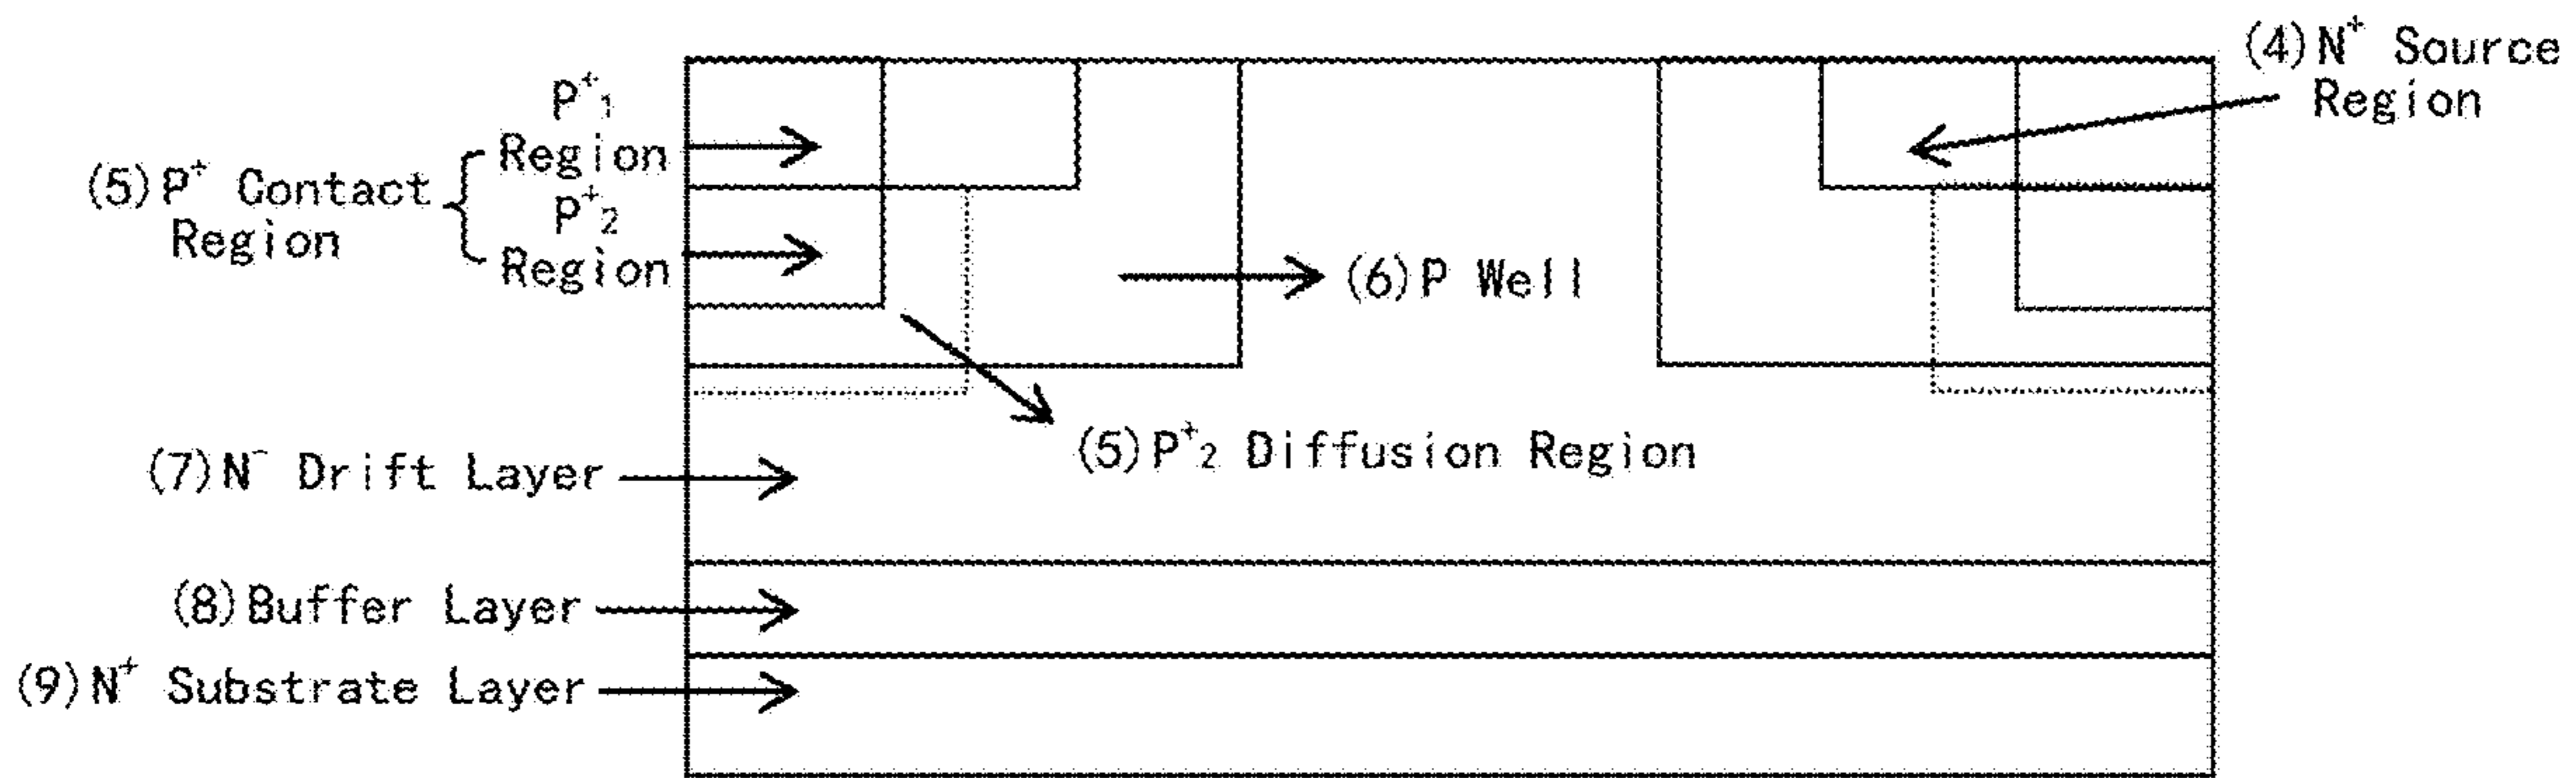 (4)N⁺ Source
Region
P⁺₁
Region
(5)P⁺ Contact
Region
P⁺₂
Region
(6)P Well
(5)P⁺₂ Diffusion Region
(7)N⁻ Drift Layer
(8)Buffer Layer
(9)N⁺ Substrate Layer